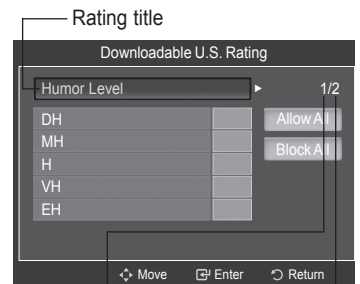 Rating title
Downloadable U.S. Rating
Humor Level ► 1/2
DH
Allow All
MH
Block All
H
VH
EH
Move Enter Return